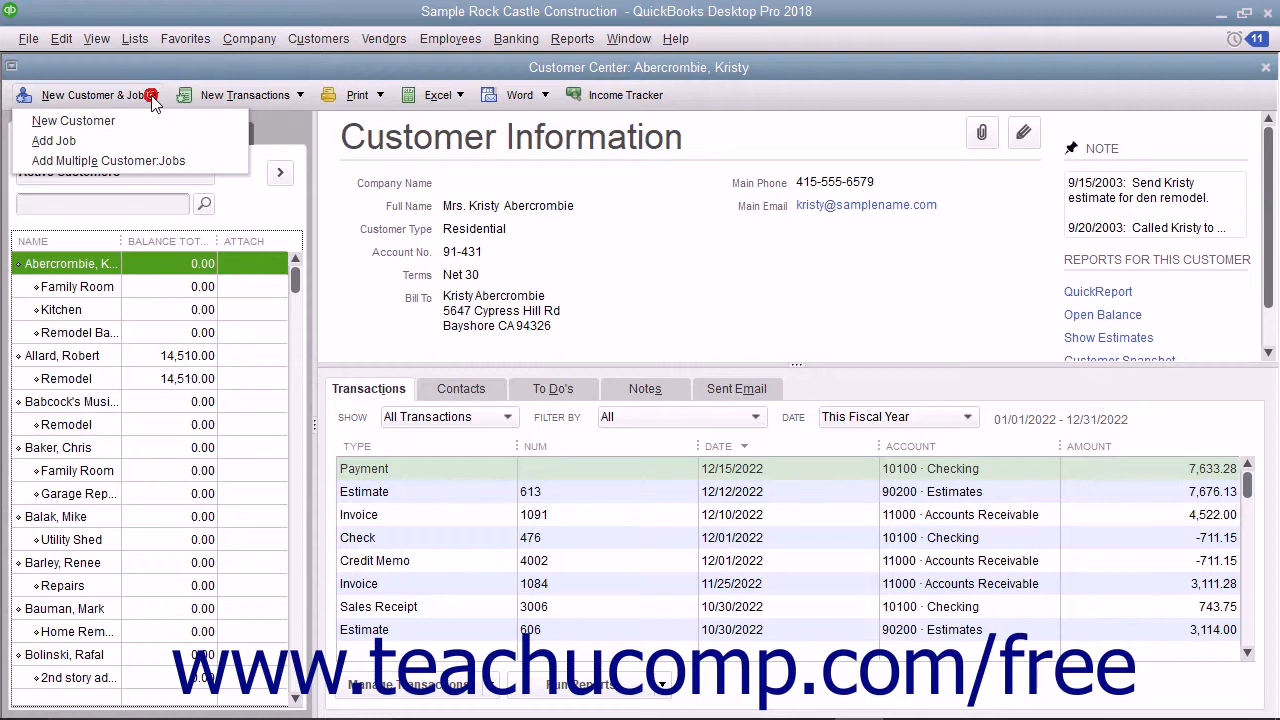 Sample Rock Castle Construction - QuickBooks Desktop Pro 2018
File Edit View Lists Favorites Company Customers Vendors Employees Banking Reports Window Help 11
Customer Center: Abercrombie, Kristy
New Customer & Job New Transactions Print Excel Word Income Tracker
New Customer
Add Job
Add Multiple Customer:Jobs
Active Customers
NAME BALANCE TOT... ATTACH
Abercrombie, K... 0.00
Family Room 0.00
Kitchen 0.00
Remodel Ba... 0.00
Allard, Robert 14,510.00
Remodel 14,510.00
Babcock's Musi... 0.00
Remodel 0.00
Baker, Chris 0.00
Family Room 0.00
Garage Rep... 0.00
Balak, Mike 0.00
Utility Shed 0.00
Barley, Renee 0.00
Repairs 0.00
Bauman, Mark 0.00
Home Rem... 0.00
Bolinski, Rafal 0.00
2nd story ad... 0.00
Customer Information
Company Name
Full Name Mrs. Kristy Abercrombie
Customer Type Residential
Account No. 91-431
Terms Net 30
Bill To Kristy Abercrombie
5647 Cypress Hill Rd
Bayshore CA 94326
Main Phone 415-555-6579
Main Email kristy@samplename.com
NOTE
9/15/2003: Send Kristy
estimate for den remodel.
9/20/2003: Called Kristy to ...
REPORTS FOR THIS CUSTOMER
QuickReport
Open Balance
Show Estimates
Customer Snapshot
Transactions Contacts To Do's Notes Sent Email
SHOW All Transactions FILTER BY All DATE This Fiscal Year 01/01/2022 - 12/31/2022
TYPE NUM DATE ACCOUNT AMOUNT
Payment 12/15/2022 10100 · Checking 7,633.28
Estimate 613 12/12/2022 90200 · Estimates 7,676.13
Invoice 1091 12/10/2022 11000 · Accounts Receivable 4,522.00
Check 476 12/01/2022 10100 · Checking -711.15
Credit Memo 4002 12/01/2022 11000 · Accounts Receivable -711.15
Invoice 1084 11/25/2022 11000 · Accounts Receivable 3,111.28
Sales Receipt 3006 10/30/2022 10100 · Checking 743.75
Estimate 606 10/30/2022 90200 · Estimates 3,114.00
Manage Transactions Run Reports
www.teachucomp.com/free